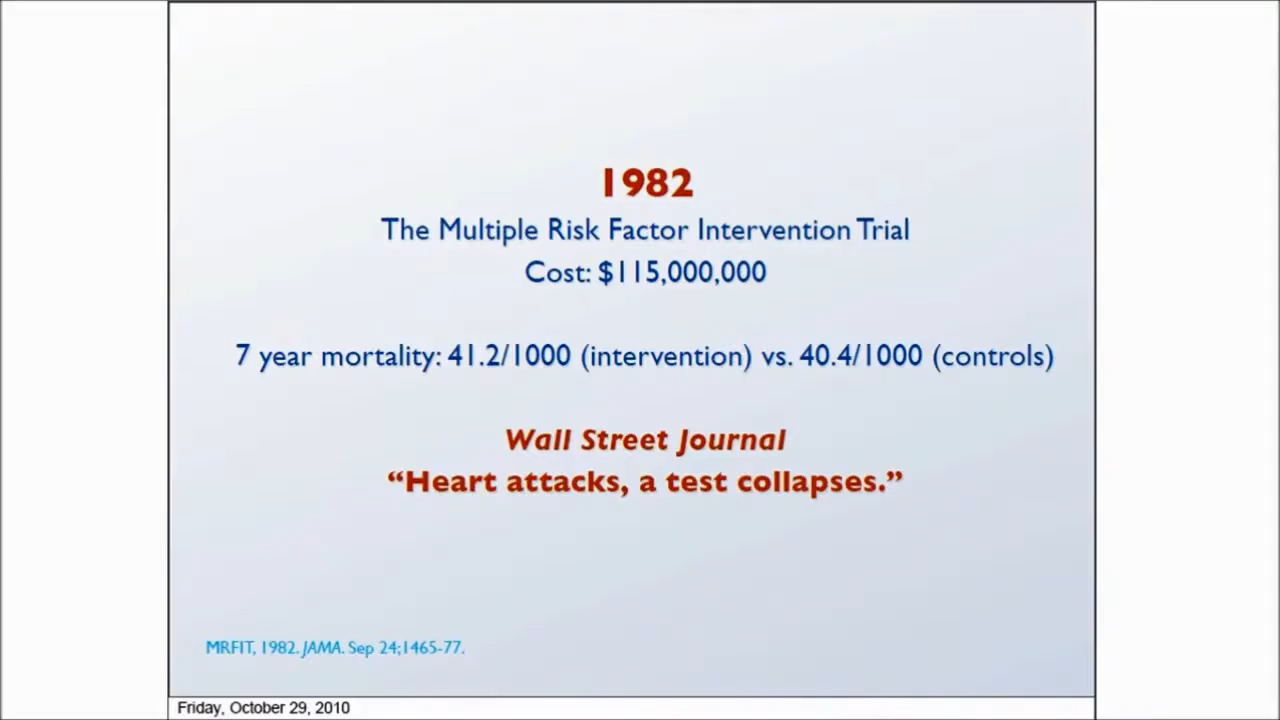 1982
The Multiple Risk Factor Intervention Trial
Cost: $115,000,000
7 year mortality: 41.2/1000 (intervention) vs. 40.4/1000 (controls)
Wall Street Journal
“Heart attacks, a test collapses.”
MRFIT, 1982. JAMA. Sep 24;1465-77.
Friday, October 29, 2010